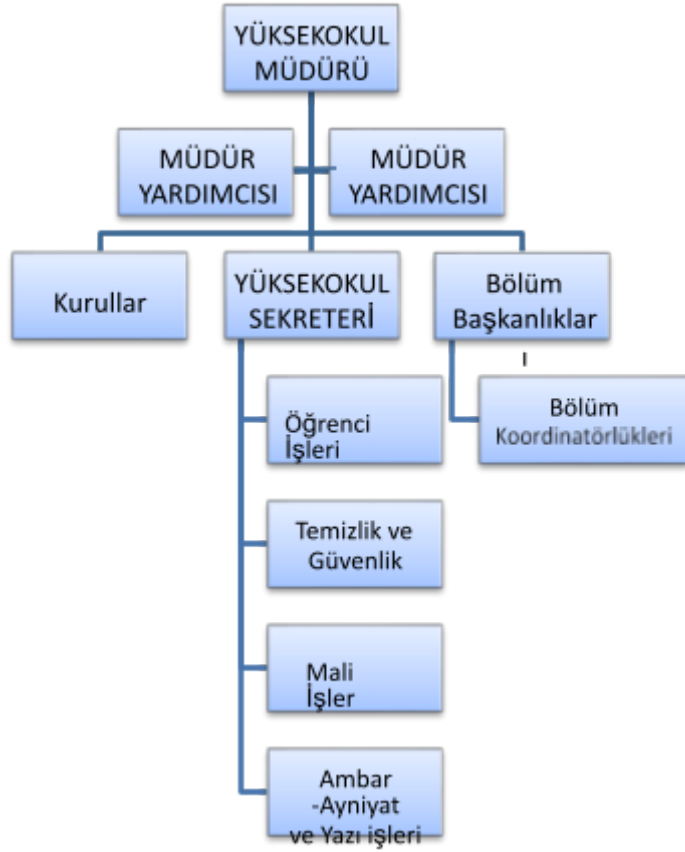 YÜKSEKOKUL
MÜDÜRÜ
MÜDÜR
YARDIMCISI
MÜDÜR
YARDIMCISI
Kurullar
YÜKSEKOKUL
SEKRETERİ
Bölüm
Başkanlıklar
ı
Öğrenci
İşleri
Temizlik ve
Güvenlik
Mali
İşler
Ambar
-Ayniyat
ve Yazı işleri
Bölüm
Koordinatörlükleri